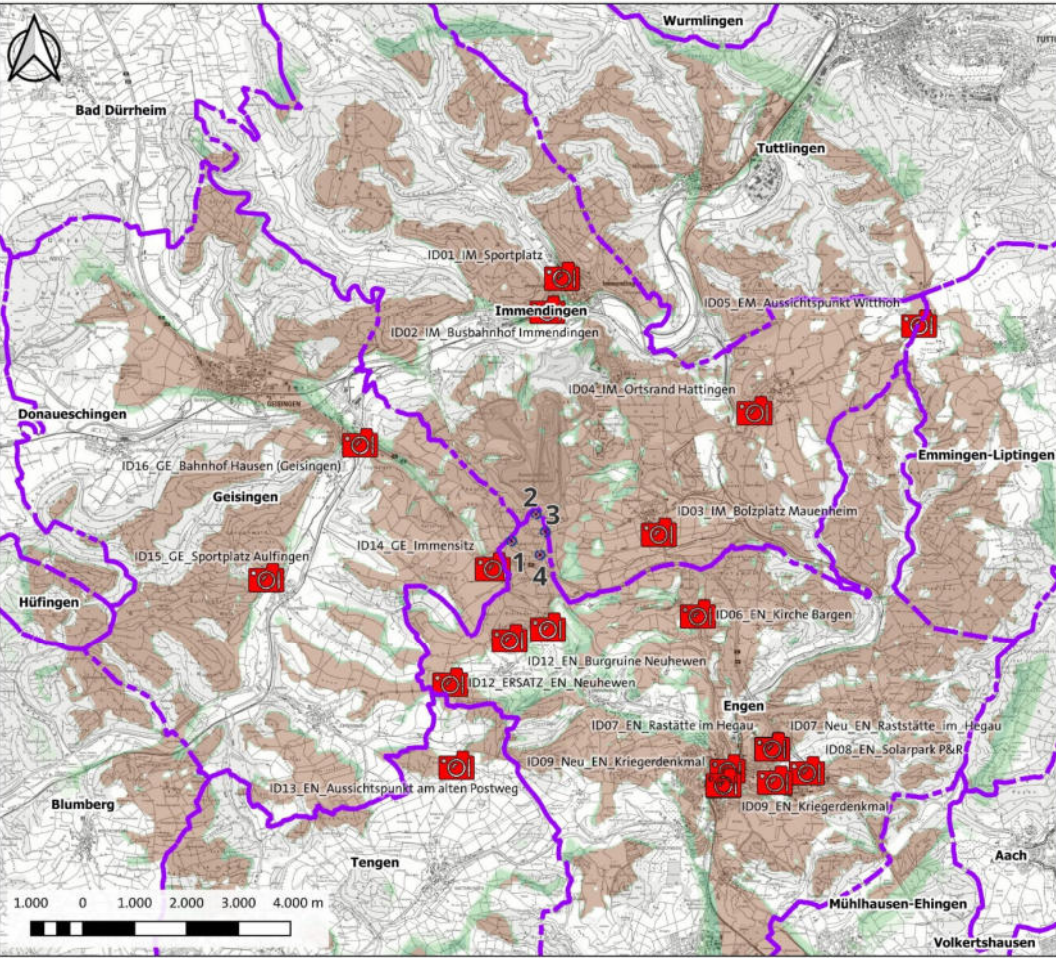 Wurmlingen
Bad Dürrheim
Tuttlingen
ID01_IM_Sportplatz
ID05_EM_Aussichtspunkt Witthoh
Immendingen
ID02_IM_Busbahnhof Immendingen
ID04_IM_Ortsrand Hattingen
GEISINGEN
Donaueschingen
Emmingen-Liptingen
ID16_GE_Bahnhof Hausen (Geisingen)
Geisingen
2
3
ID03_IM_Bolzplatz Mauenheim
ID14_GE_Immensitz
ID15_GE_Sportplatz Aulfingen
1
4
Hüfingen
ID06_EN_Kirche Bargen
ID12_EN_Burgruine Neuhewen
ID12_ERSATZ_EN_Neuhewen
Engen
ID07_EN_Rastätte im Hegau
ID07_Neu_EN_Raststätte_im_Hegau
ID08_EN_Solarpark P&R
ID09_Neu_EN_Kriegerdenkmal
ID13_EN_Aussichtspunkt am alten Postweg
ID09_EN_Kriegerdenkmal
Blumberg
Tengen
Aach
1.000 0 1.000 2.000 3.000 4.000 m
Mühlhausen-Ehingen
Volkertshausen